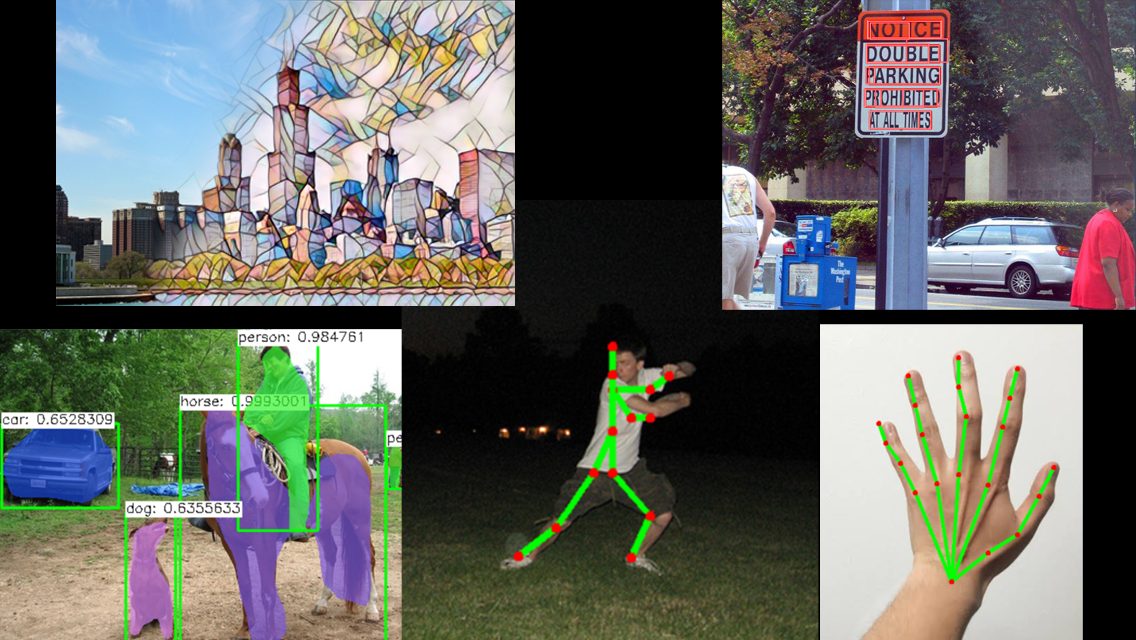 NOTICE
DOUBLE
PARKING
PROHIBITED
AT ALL TIMES
The
Washington
Post
person: 0.984761
horse: 0.9993001
car: 0.6528309
pe
dog: 0.6355633